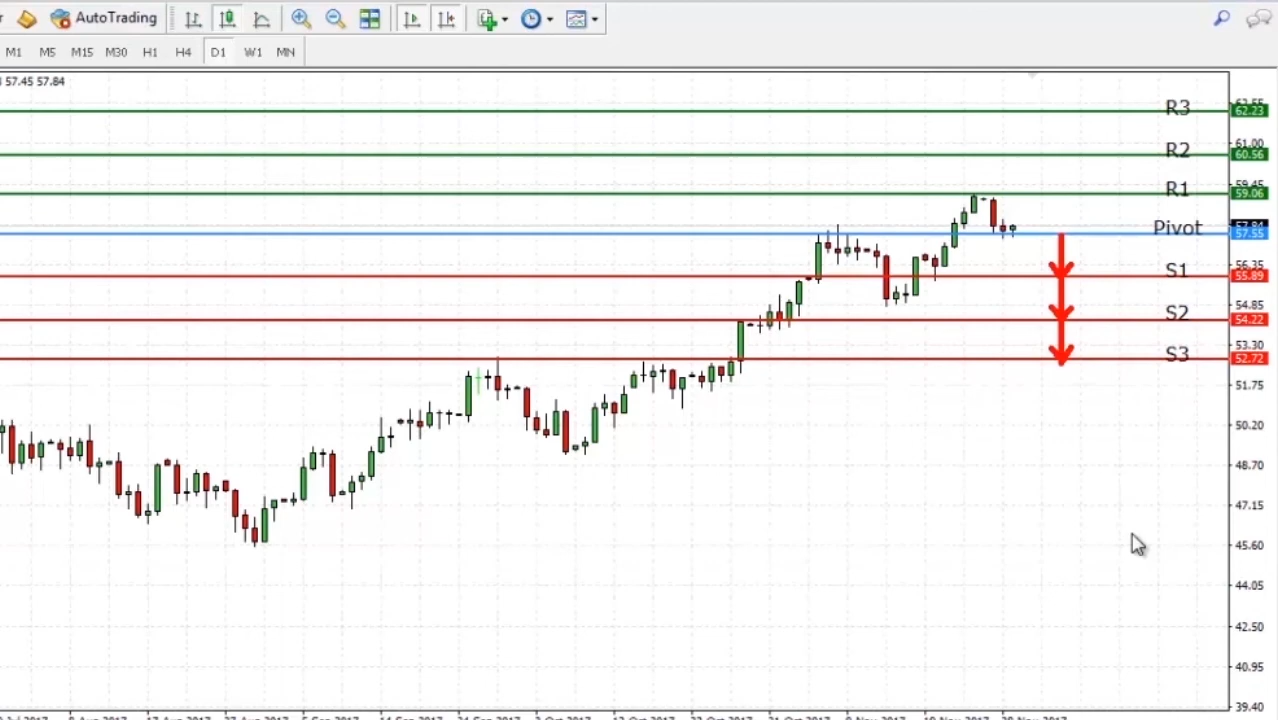 AutoTrading
M1 M5 M15 M30 H1 H4 D1 W1 MN
57.45 57.84
R3
62.23
R2
61.00
60.56
R1
59.45
59.06
Pivot
57.84
57.55
S1
56.35
55.89
54.85
S2
54.22
53.30
S3
52.72
51.75
50.20
48.70
47.15
45.60
44.05
42.50
40.95
39.40